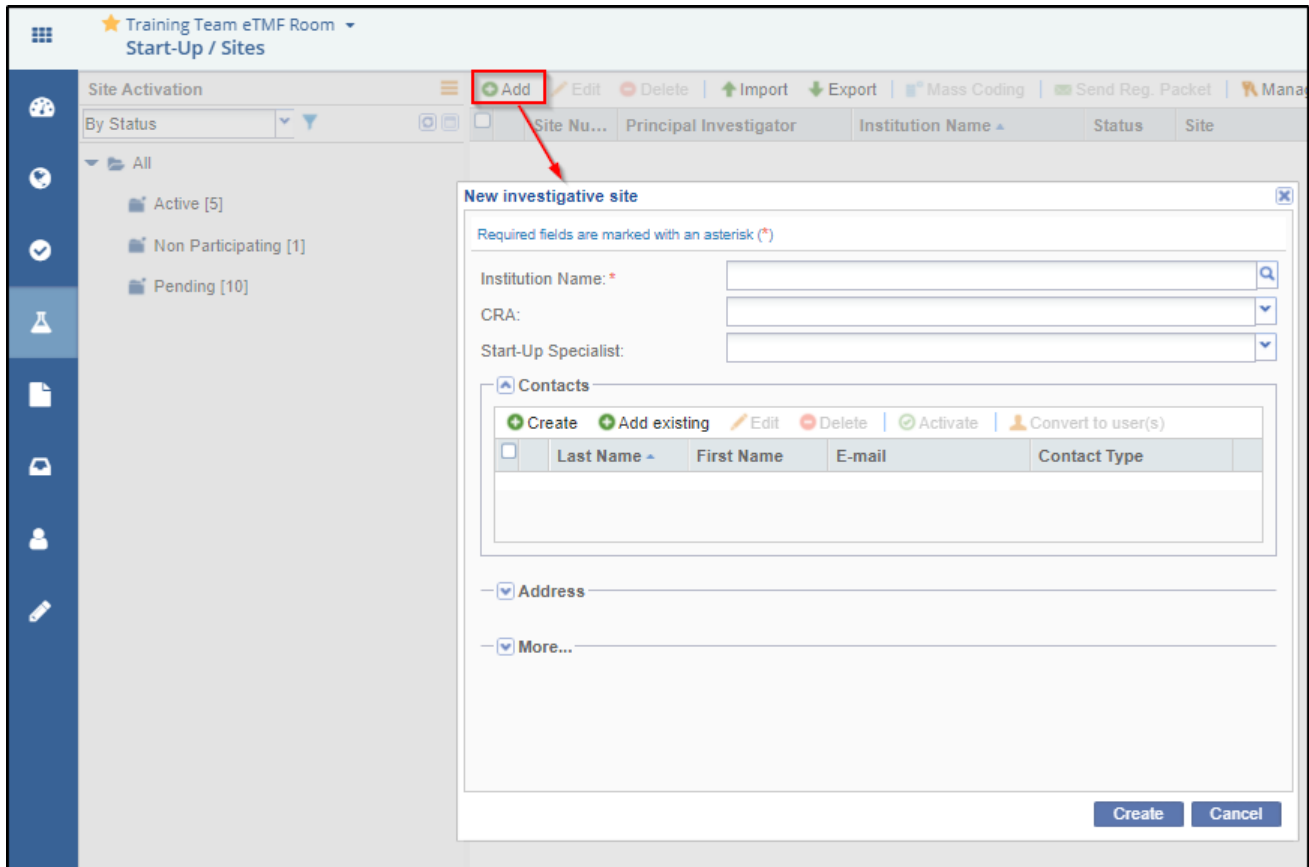 Training Team eTMF Room
Start-Up / Sites
Site Activation
Add Edit Delete Import Export Mass Coding Send Reg. Packet
By Status
Site Nu... Principal Investigator Institution Name Status Site
All
Active [5]
Non Participating [1]
Pending [10]
New investigative site
Required fields are marked with an asterisk (*)
Institution Name: *
CRA:
Start-Up Specialist:
Contacts
Create Add existing Edit Delete Activate Convert to user(s)
Last Name First Name E-mail Contact Type
Address
More...
Create Cancel